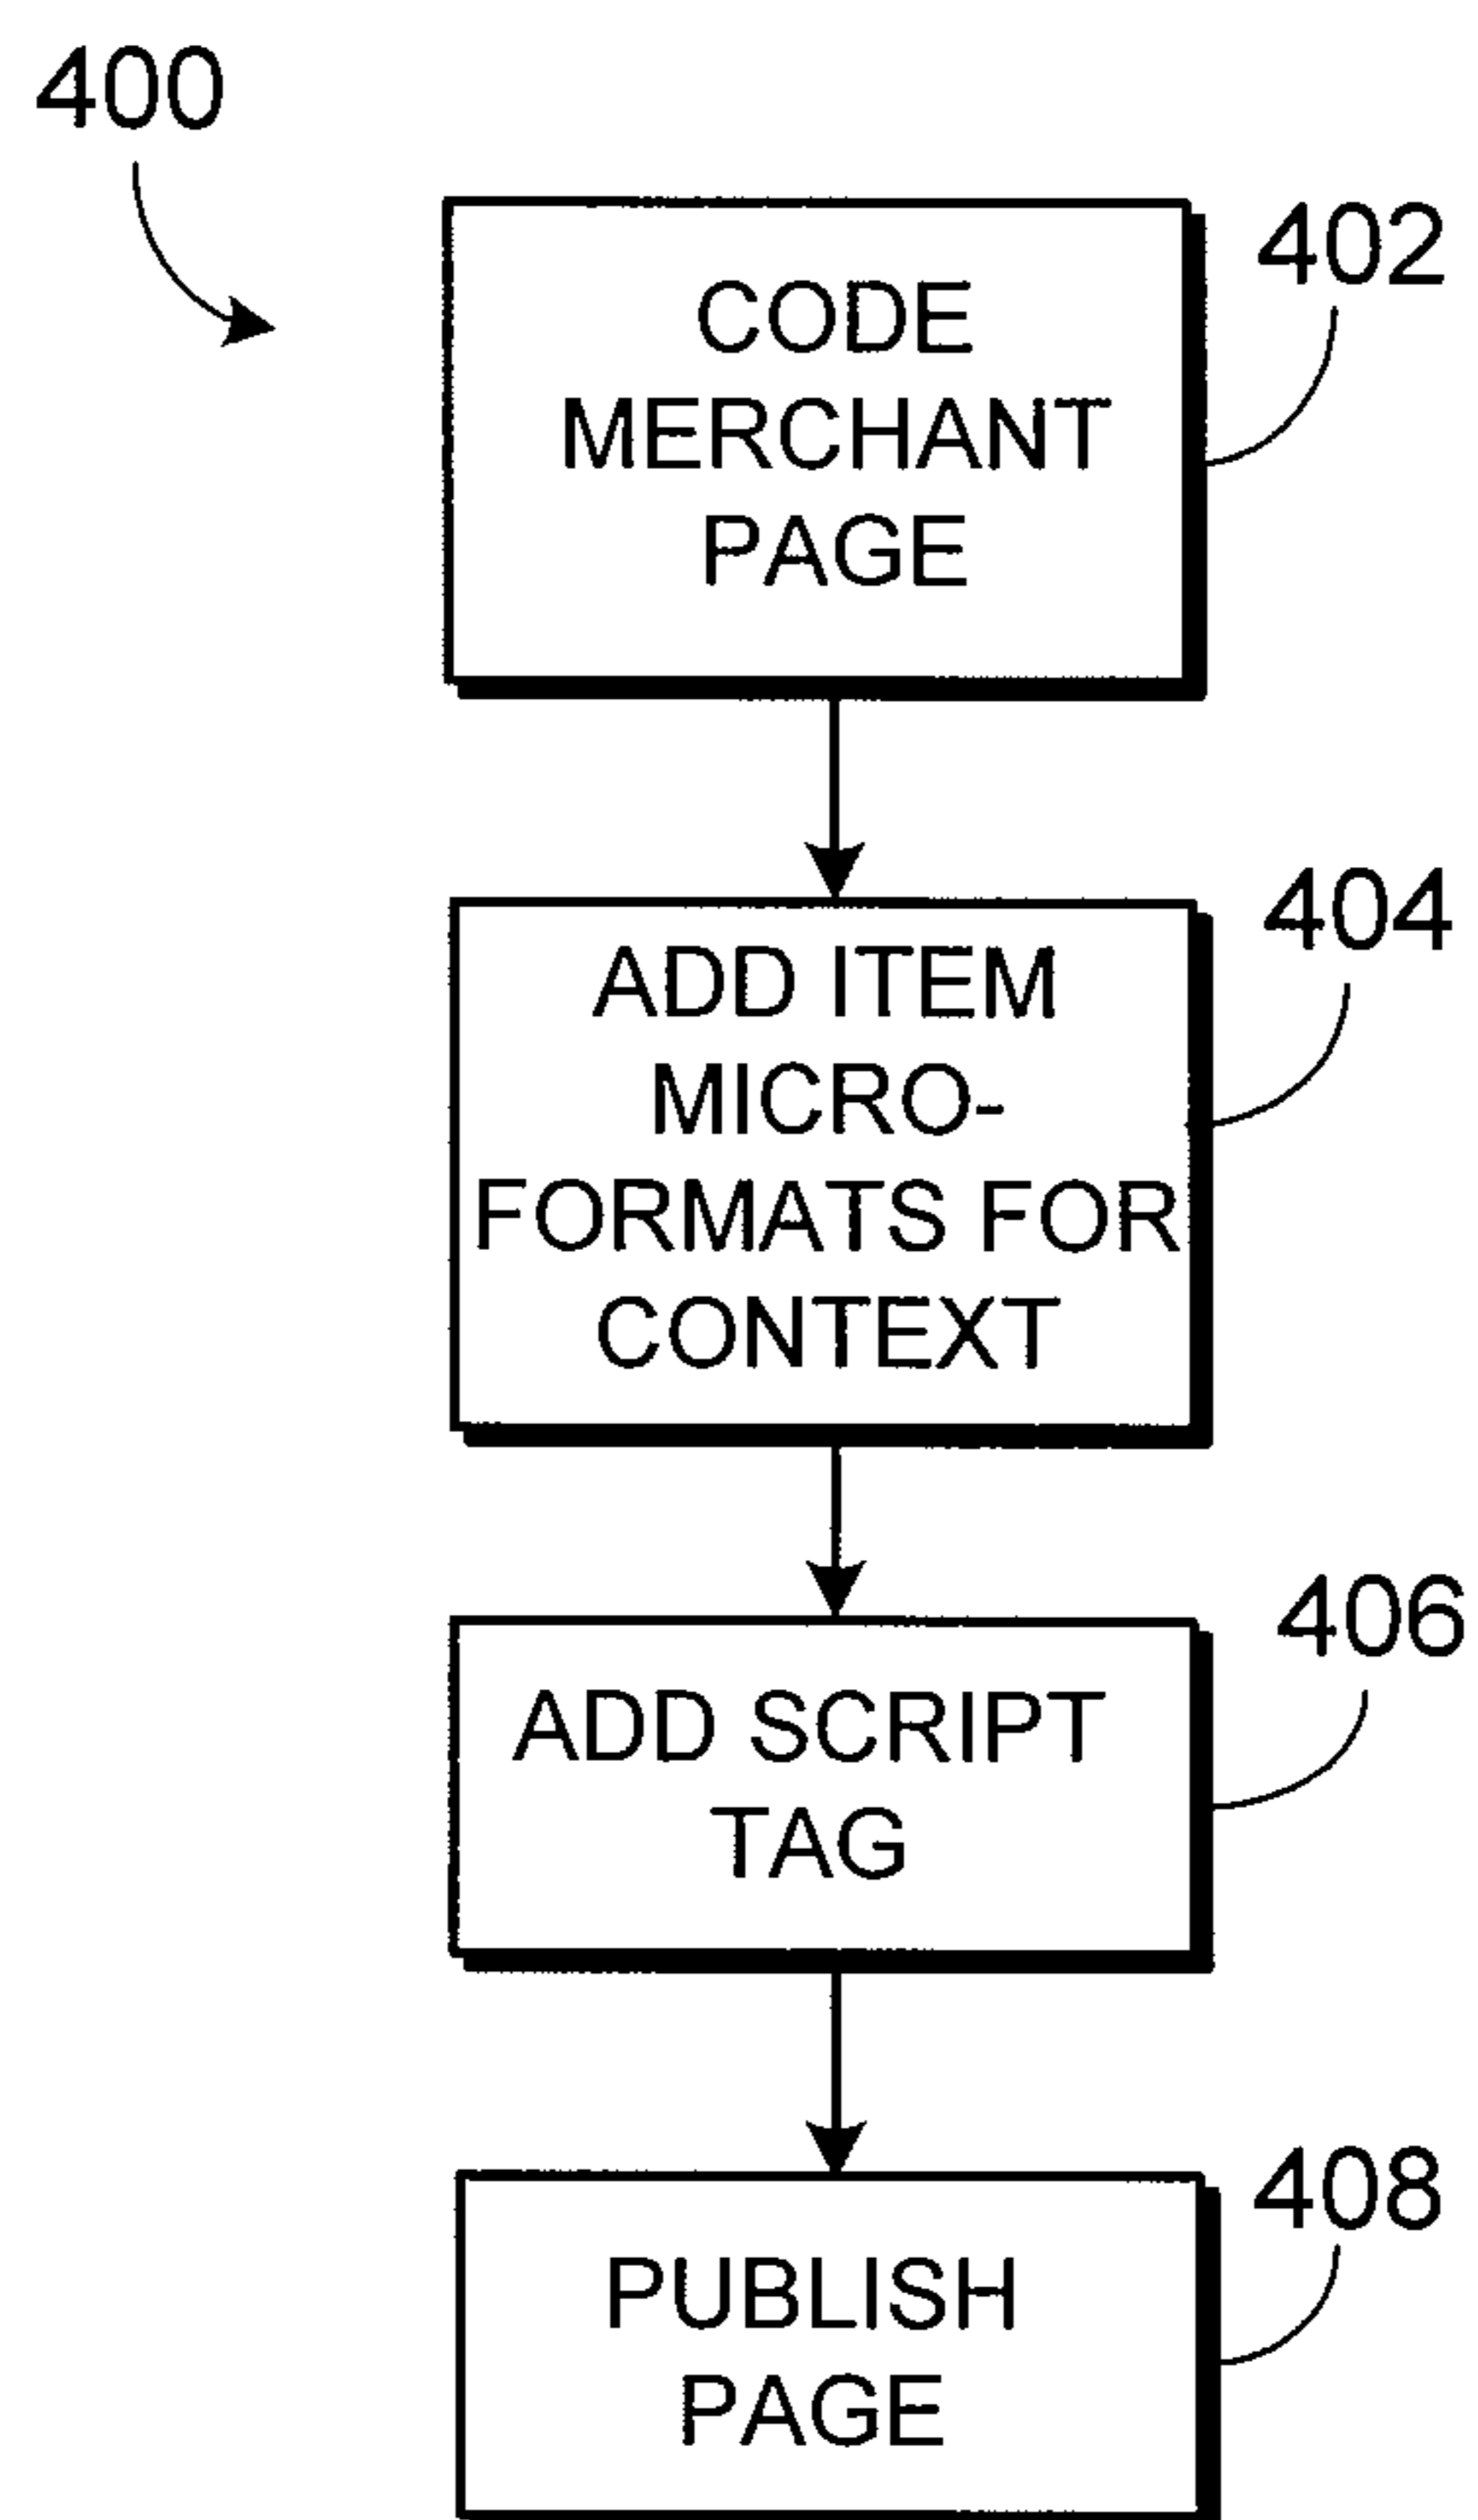 400
402
CODE
MERCHANT
PAGE
404
ADD ITEM
MICRO-
FORMATS FOR
CONTEXT
406
ADD SCRIPT
TAG
408
PUBLISH
PAGE